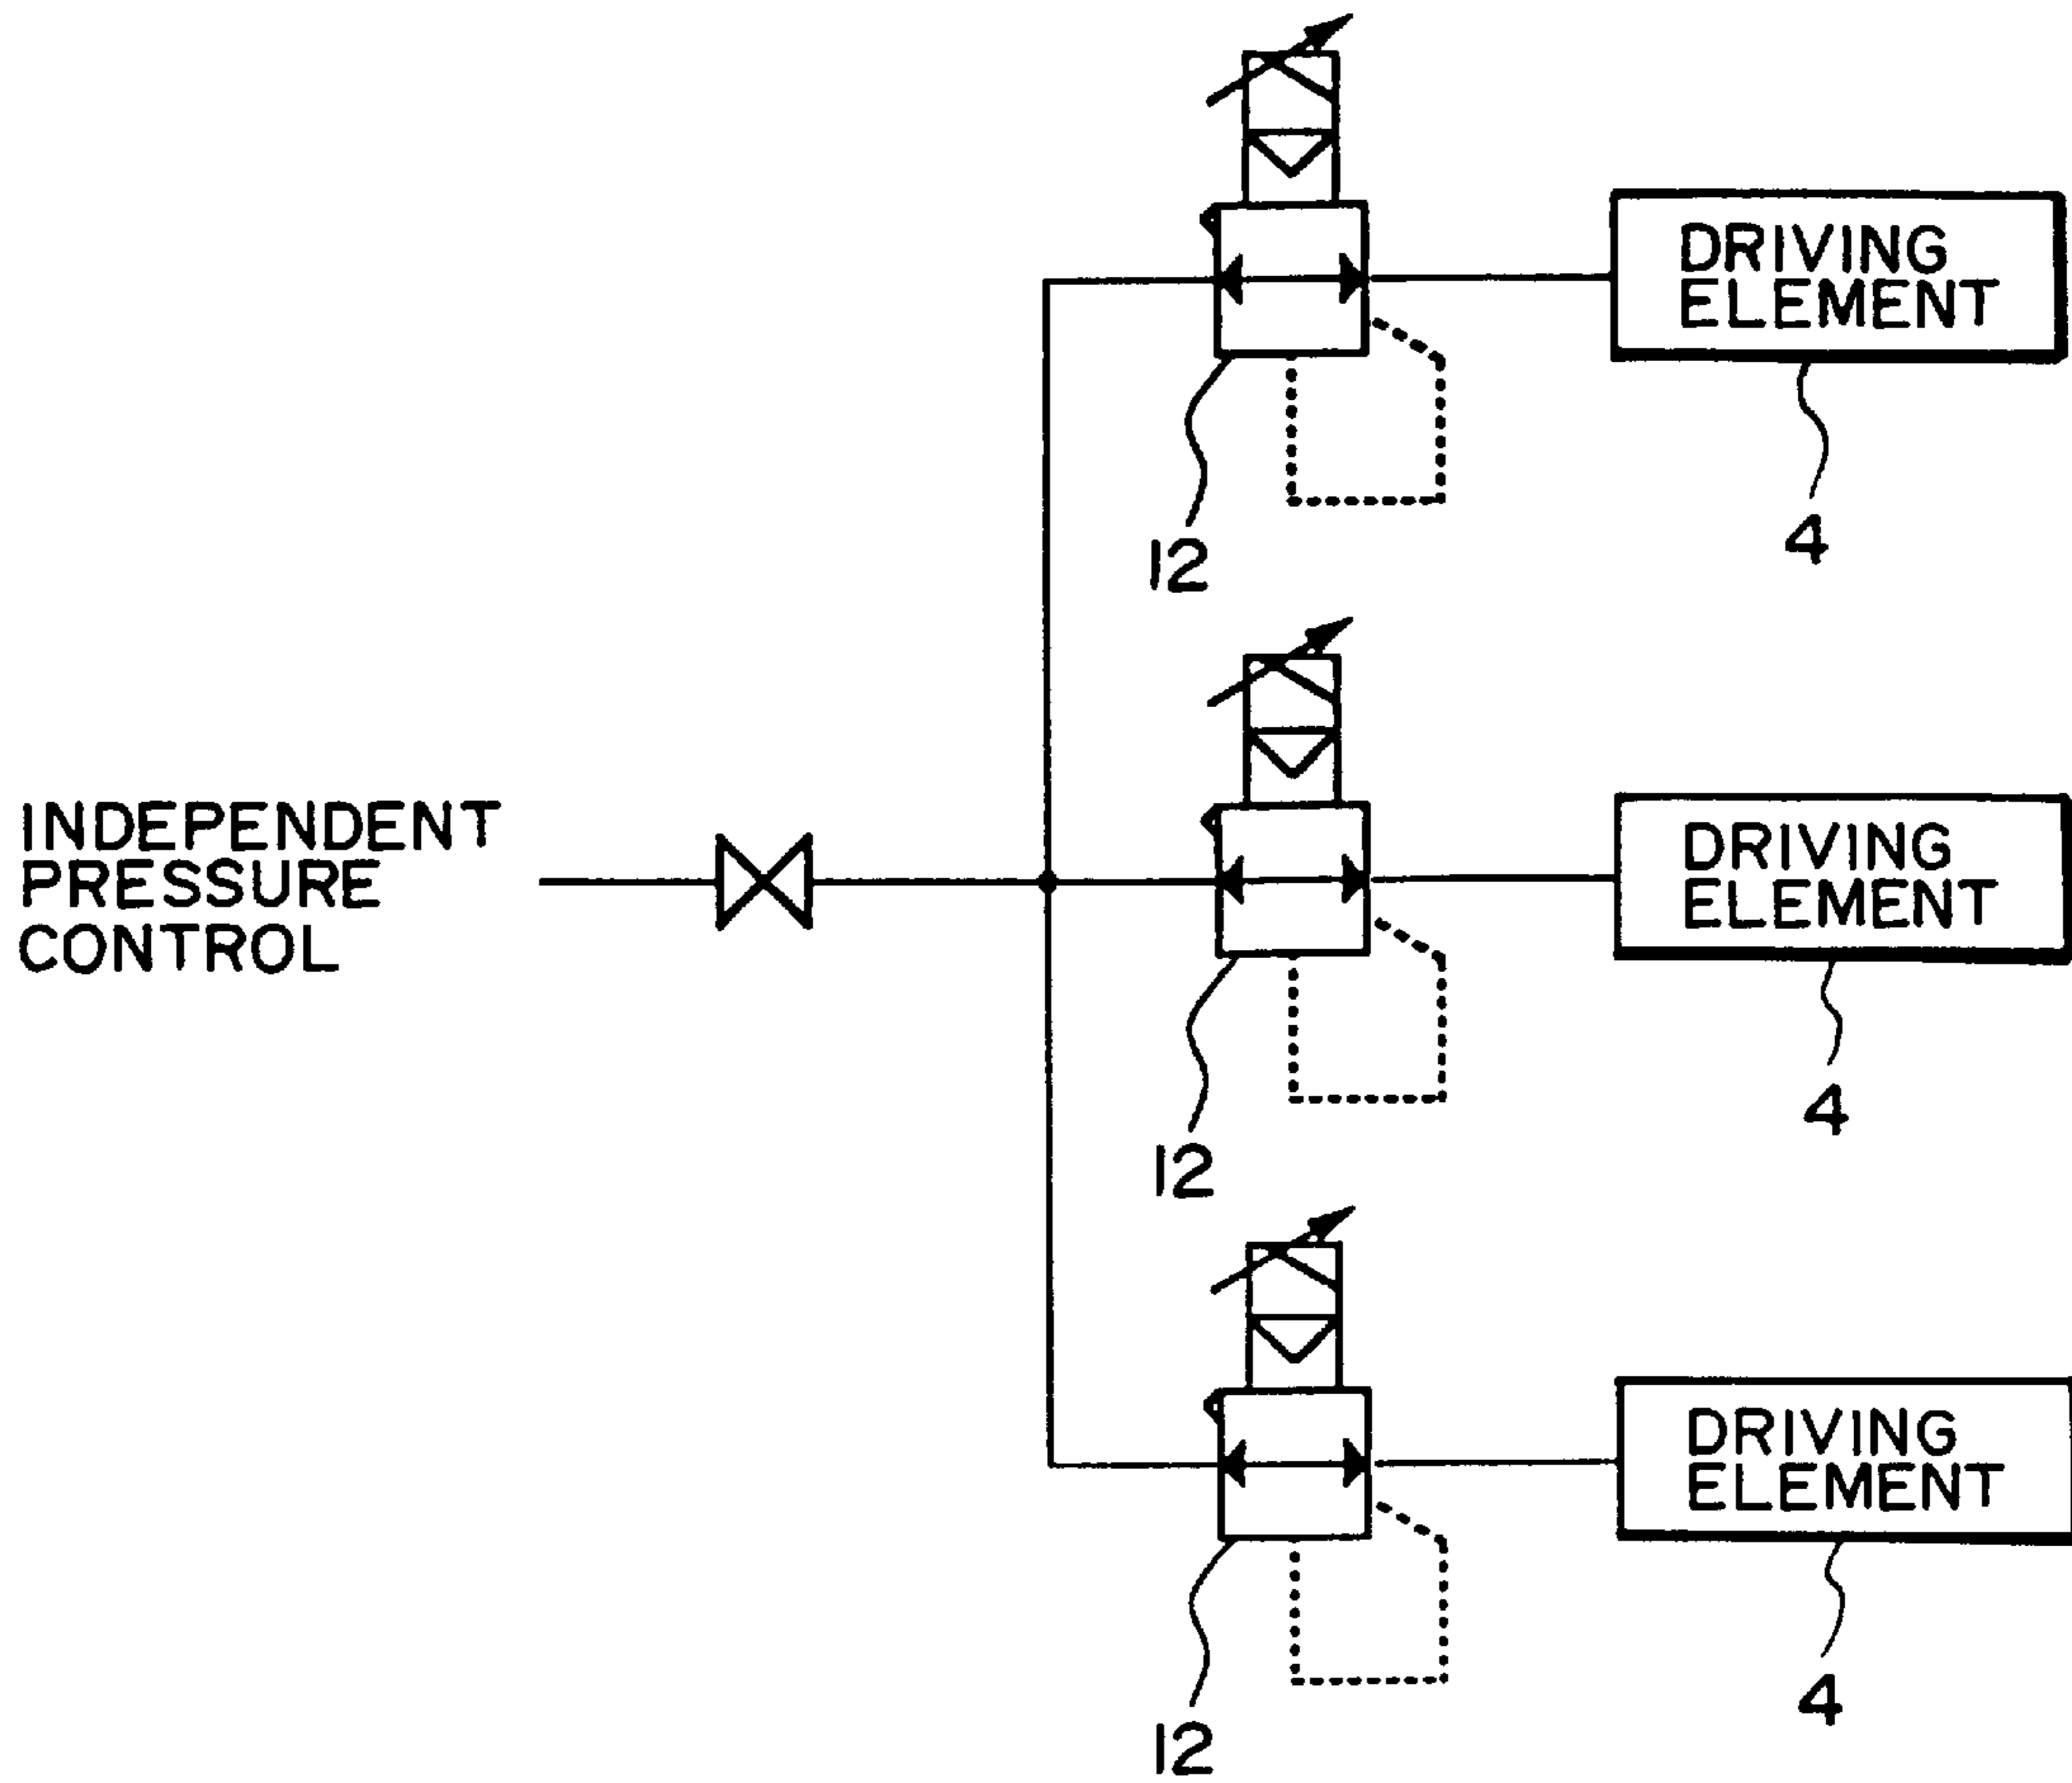 DRIVING
ELEMENT
12
4
INDEPENDENT
PRESSURE
CONTROL
DRIVING
ELEMENT
12
4
DRIVING
ELEMENT
12
4